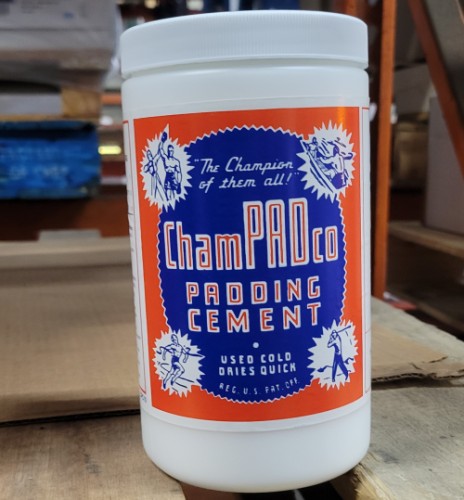 "The Champion
of them all!"
ChamPADco
PADDING
CEMENT
USED COLD
DRIES QUICK
REG. U.S. PAT. OFF